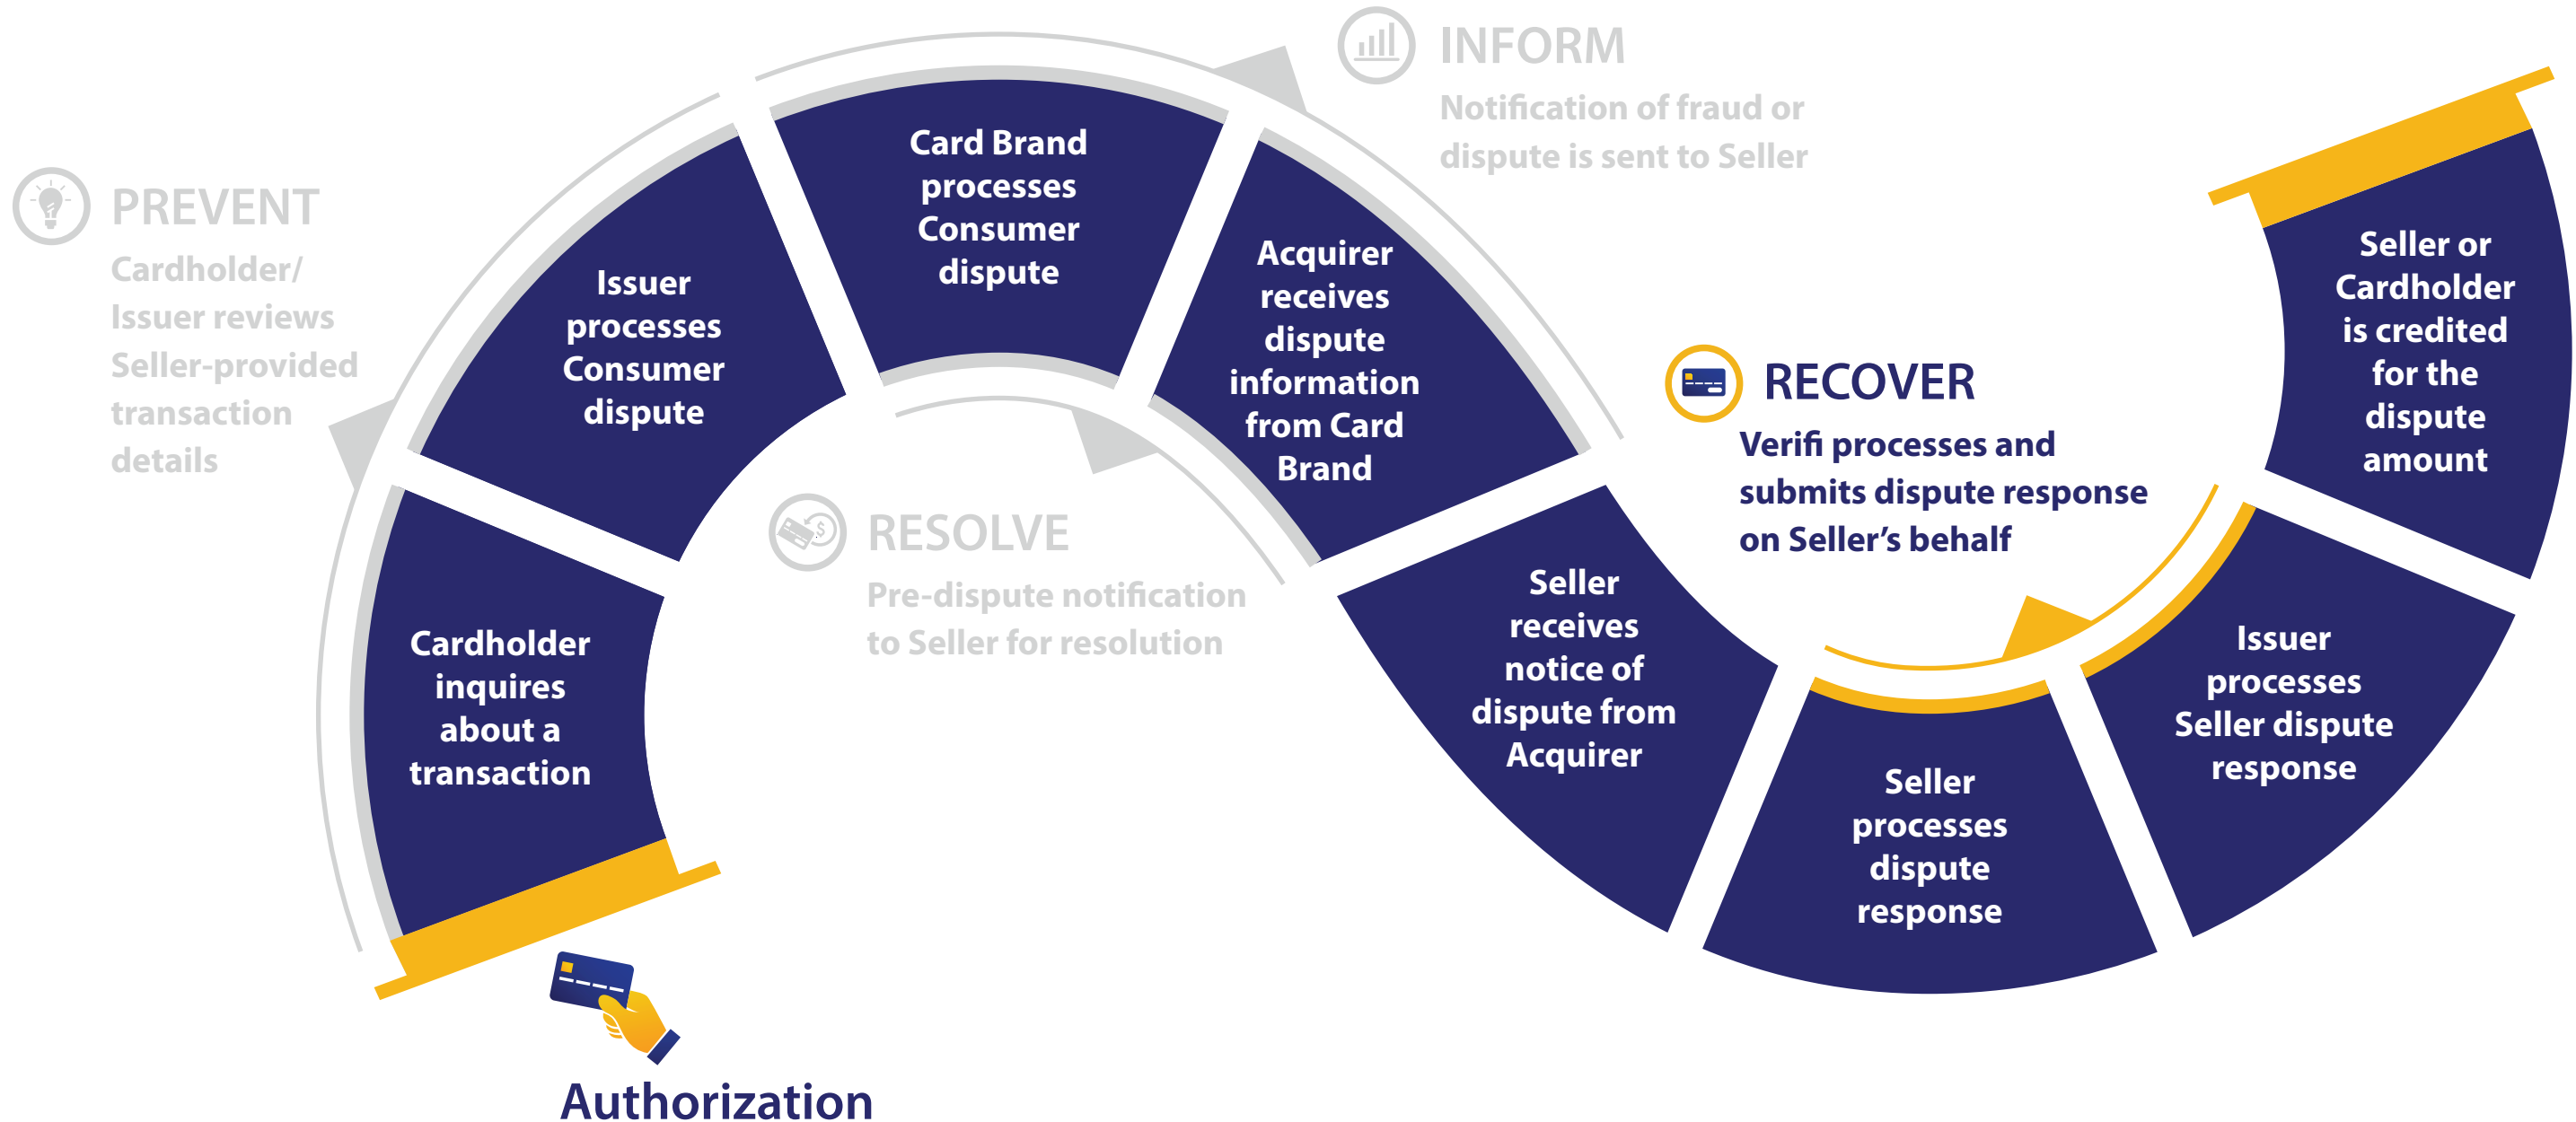 PREVENT
Cardholder/
Issuer reviews
Seller-provided
transaction
details
INFORM
Notification of fraud or
dispute is sent to Seller
RESOLVE
Pre-dispute notification
to Seller for resolution
RECOVER
Verifi processes and
submits dispute response
on Seller's behalf
Authorization
Cardholder
inquires
about a
transaction
Issuer
processes
Consumer
dispute
Card Brand
processes
Consumer
dispute
Acquirer
receives
dispute
information
from Card
Brand
Seller
receives
notice of
dispute from
Acquirer
Seller
processes
dispute
response
Issuer
processes
Seller dispute
response
Seller or
Cardholder
is credited
for the
dispute
amount
$